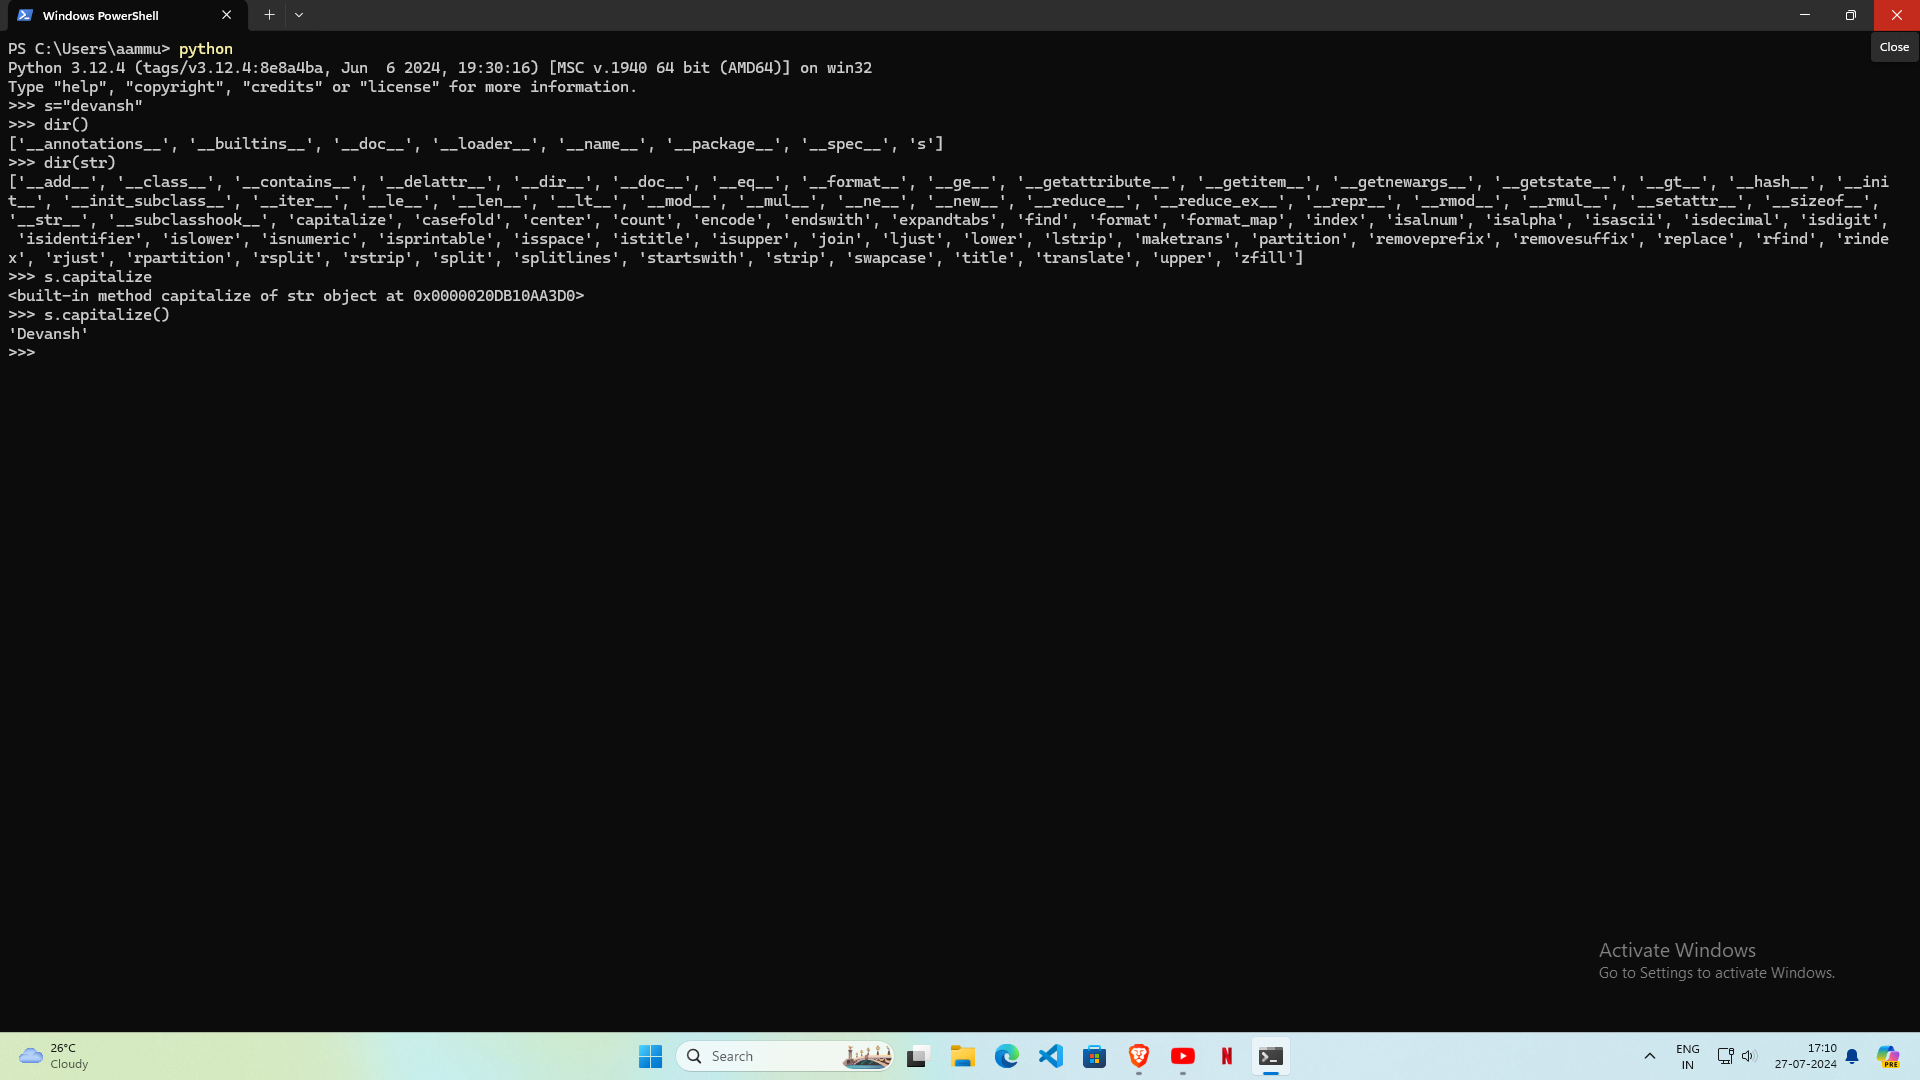 Windows PowerShell
Close
PS C:\Users\aammu> python
Python 3.12.4 (tags/v3.12.4:8e8a4ba, Jun  6 2024, 19:30:16) [MSC v.1940 64 bit (AMD64)] on win32
Type "help", "copyright", "credits" or "license" for more information.
>>> s="devansh"
>>> dir()
['__annotations__', '__builtins__', '__doc__', '__loader__', '__name__', '__package__', '__spec__', 's']
>>> dir(str)
['__add__', '__class__', '__contains__', '__delattr__', '__dir__', '__doc__', '__eq__', '__format__', '__ge__', '__getattribute__', '__getitem__', '__getnewargs__', '__getstate__', '__gt__', '__hash__', '__ini
t__', '__init_subclass__', '__iter__', '__le__', '__len__', '__lt__', '__mod__', '__mul__', '__ne__', '__new__', '__reduce__', '__reduce_ex__', '__repr__', '__rmod__', '__rmul__', '__setattr__', '__sizeof__',
'__str__', '__subclasshook__', 'capitalize', 'casefold', 'center', 'count', 'encode', 'endswith', 'expandtabs', 'find', 'format', 'format_map', 'index', 'isalnum', 'isalpha', 'isascii', 'isdecimal', 'isdigit',
'isidentifier', 'islower', 'isnumeric', 'isprintable', 'isspace', 'istitle', 'isupper', 'join', 'ljust', 'lower', 'lstrip', 'maketrans', 'partition', 'removeprefix', 'removesuffix', 'replace', 'rfind', 'rinde
x', 'rjust', 'rpartition', 'rsplit', 'rstrip', 'split', 'splitlines', 'startswith', 'strip', 'swapcase', 'title', 'translate', 'upper', 'zfill']
>>> s.capitalize
<built-in method capitalize of str object at 0x0000020DB10AA3D0>
>>> s.capitalize()
'Devansh'
>>>
Activate Windows
Go to Settings to activate Windows.
26°C
Cloudy
Search
ENG
IN
17:10
27-07-2024
PRE